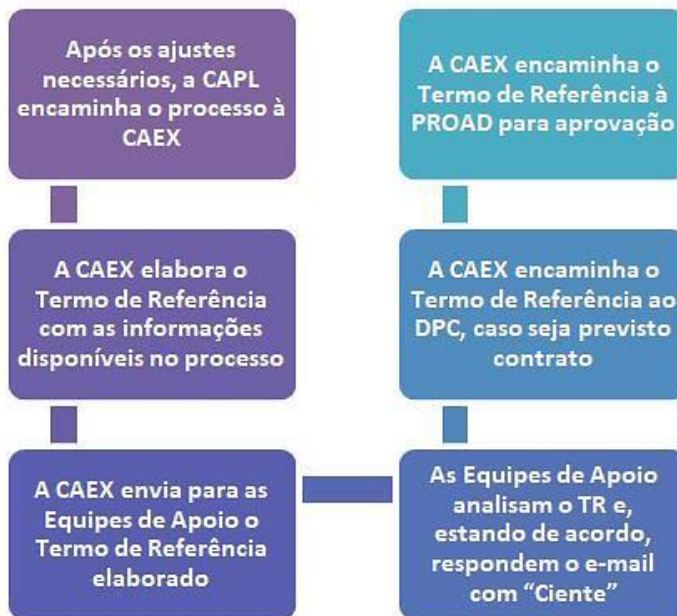 Após os ajustes
necessários, a CAPL
encaminha o processo à
CAEX
A CAEX elabora o
Termo de Referência
com as informações
disponíveis no processo
A CAEX envia para as
Equipes de Apoio o
Termo de Referência
elaborado
As Equipes de Apoio
analisam o TR e,
estando de acordo,
respondem o e-mail
com “Ciente”
A CAEX encaminha o
Termo de Referência ao
DPC, caso seja previsto
contrato
A CAEX encaminha o
Termo de Referência à
PROAD para aprovação